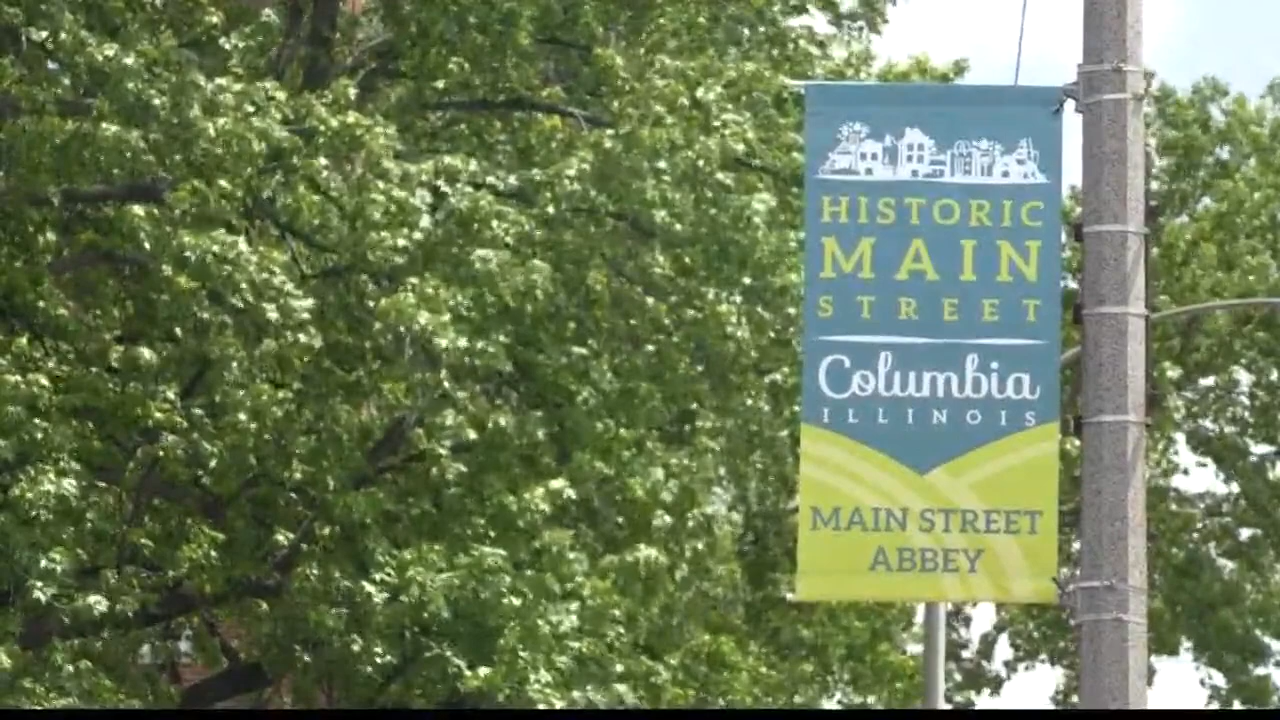 HISTORIC
MAIN
STREET
Columbia
ILLINOIS
MAIN STREET
ABBEY